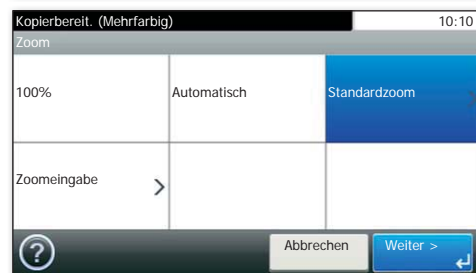 Kopierbereit. (Mehrfarbig) 10:10
Zoom
100% Automatisch Standardzoom
Zoomeingabe
? Abbrechen Weiter >